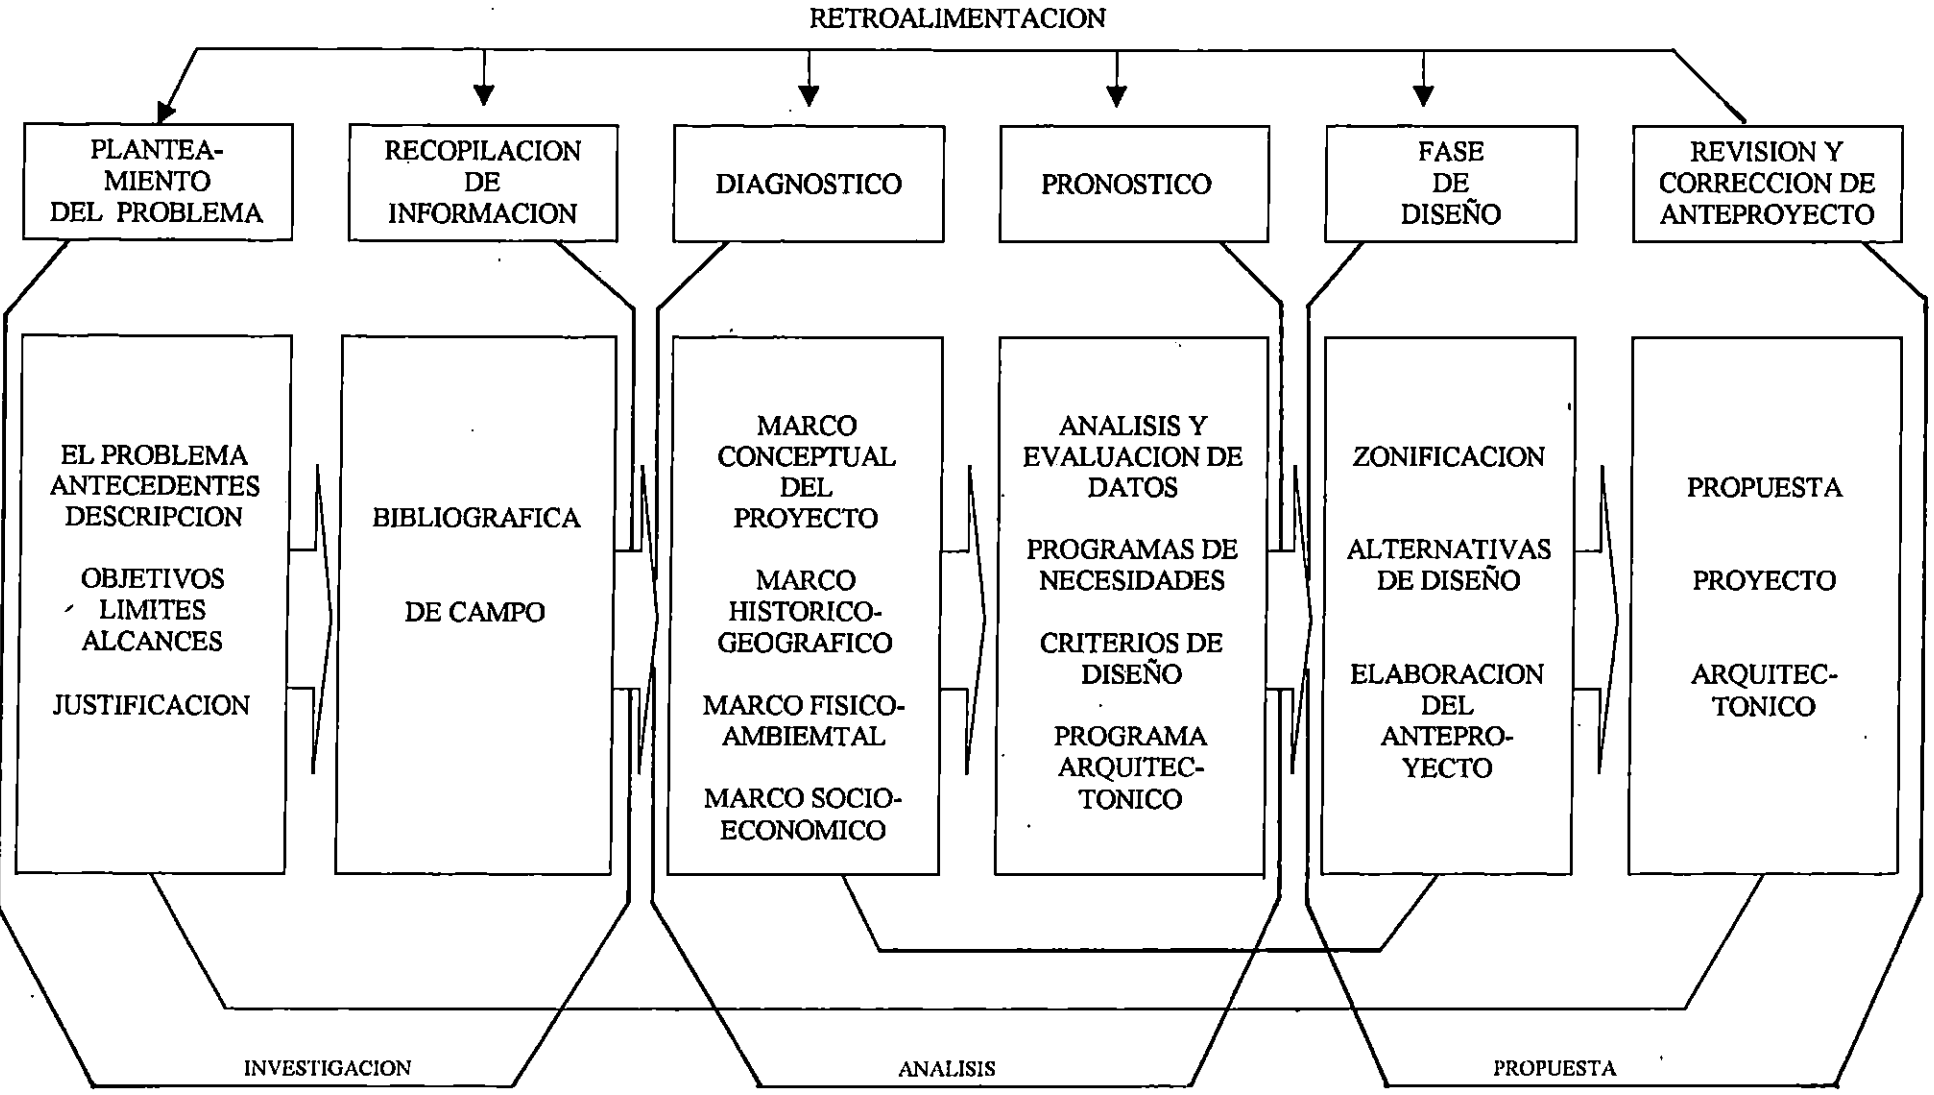 RETROALIMENTACION
PLANTEA-
MIENTO
DEL PROBLEMA
RECOPILACION
DE
INFORMACION
DIAGNOSTICO
PRONOSTICO
FASE
DE
DISEÑO
REVISION Y
CORRECCION DE
ANTEPROYECTO
EL PROBLEMA
ANTECEDENTES
DESCRIPCION
OBJETIVOS
LIMITES
ALCANCES
JUSTIFICACION
BIBLIOGRAFICA
DE CAMPO
MARCO
CONCEPTUAL
DEL
PROYECTO
MARCO
HISTORICO-
GEOGRAFICO
MARCO FISICO-
AMBIEMTAL
MARCO SOCIO-
ECONOMICO
ANALISIS Y
EVALUACION DE
DATOS
PROGRAMAS DE
NECESIDADES
CRITERIOS DE
DISEÑO
PROGRAMA
ARQUITEC-
TONICO
ZONIFICACION
ALTERNATIVAS
DE DISEÑO
ELABORACION
DEL
ANTEPRO-
YECTO
PROPUESTA
PROYECTO
ARQUITEC-
TONICO
INVESTIGACION
ANALISIS
PROPUESTA